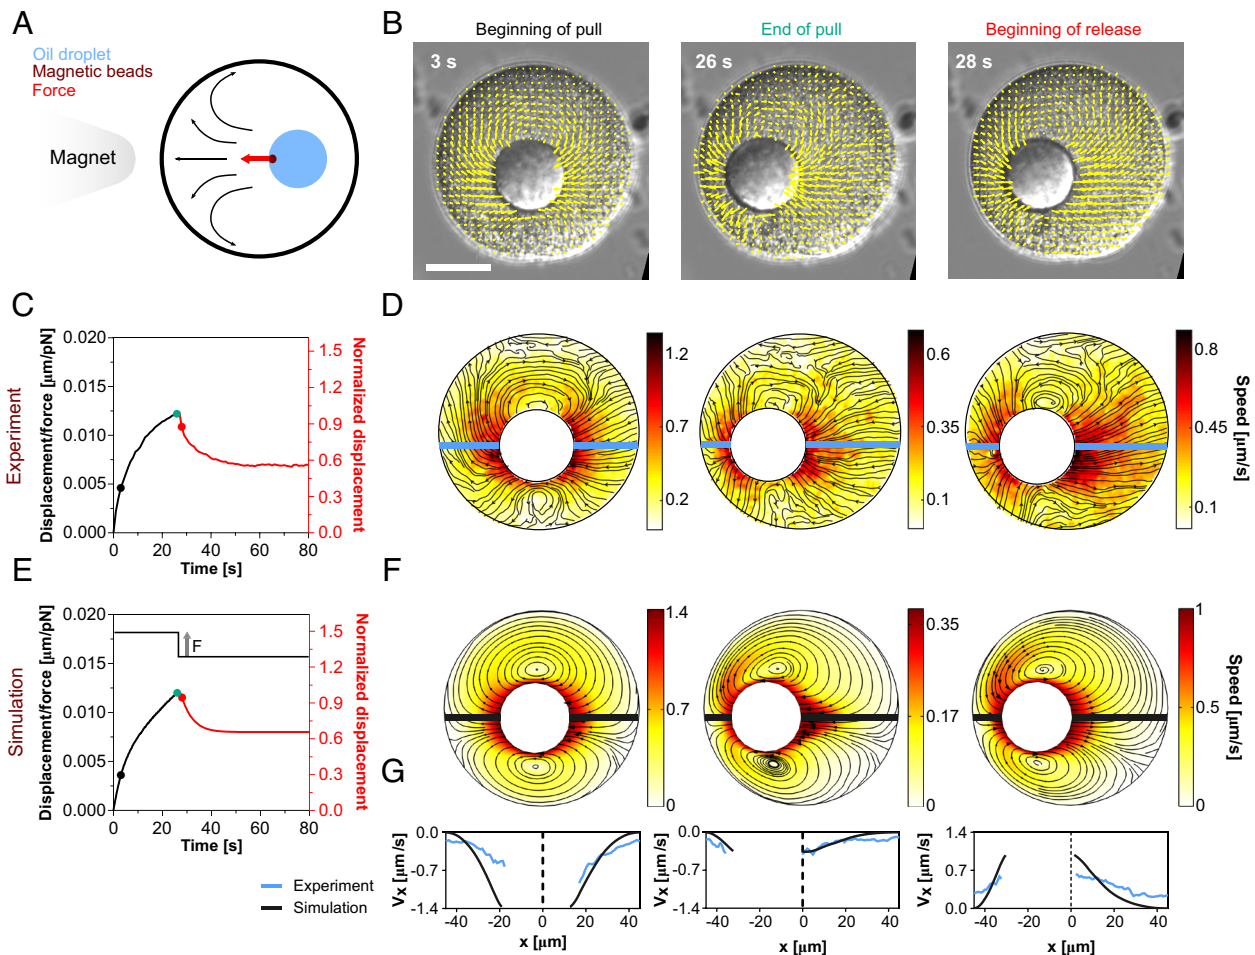 A
Oil droplet
Magnetic beads
Force
Magnet
B
Beginning of pull
End of pull
Beginning of release
3 s
26 s
28 s
C
Experiment
Displacement/force [µm/pN]
0.020
0.015
0.010
0.005
0.000
0 20 40 60 80
Time [s]
1.5
1.2
0.9
0.6
0.3
0.0
Normalized displacement
D
1.2
0.7
0.2
0.6
0.35
0.1
0.8
0.45
0.1
Speed [µm/s]
E
Simulation
Displacement/force [µm/pN]
0.020
0.015
0.010
0.005
0.000
F
0 20 40 60 80
Time [s]
1.5
1.2
0.9
0.6
0.3
0.0
Normalized displacement
Experiment
Simulation
F
1.4
0.7
0
0.35
0.17
0
1
0.5
0
Speed [µm/s]
G
Vx [µm /s]
0.0
-0.7
-1.4
-40 -20 0 20 40
x [µm]
Vx [µm /s]
0.0
-0.7
-1.4
-40 -20 0 20 40
x [µm]
Vx [µm /s]
1.4
0.7
0.0
-40 -20 0 20 40
x [µm]